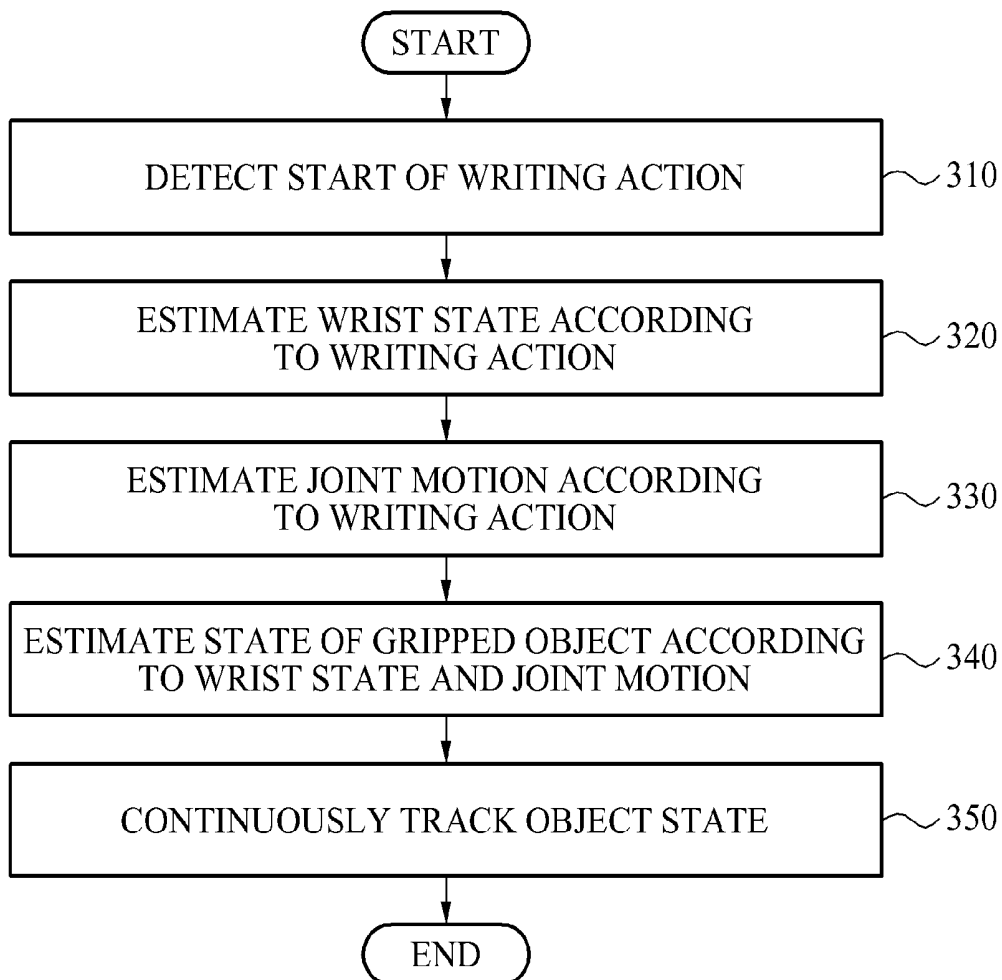 START
DETECT START OF WRITING ACTION
310
ESTIMATE WRIST STATE ACCORDING
TO WRITING ACTION
320
ESTIMATE JOINT MOTION ACCORDING
TO WRITING ACTION
330
ESTIMATE STATE OF GRIPPED OBJECT ACCORDING
TO WRIST STATE AND JOINT MOTION
340
CONTINUOUSLY TRACK OBJECT STATE
350
END